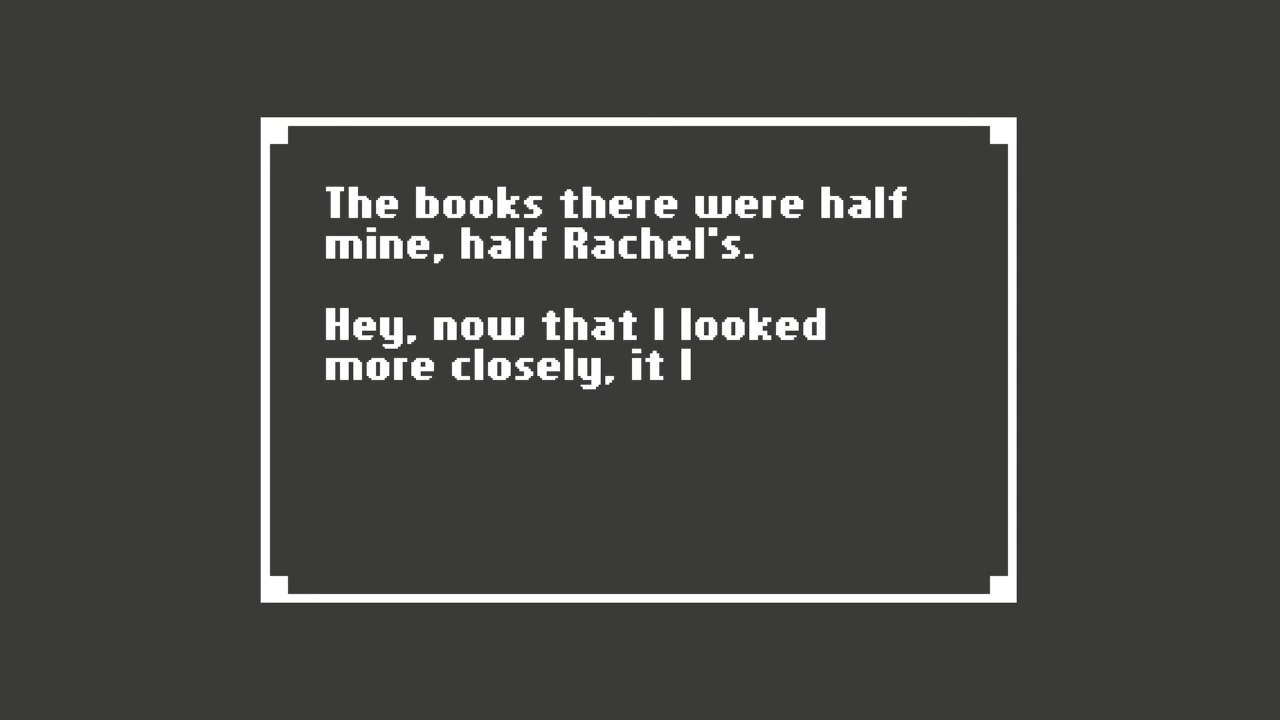 The books there were half
mine, half Rachel's.
Hey, now that I looked
more closely, it l